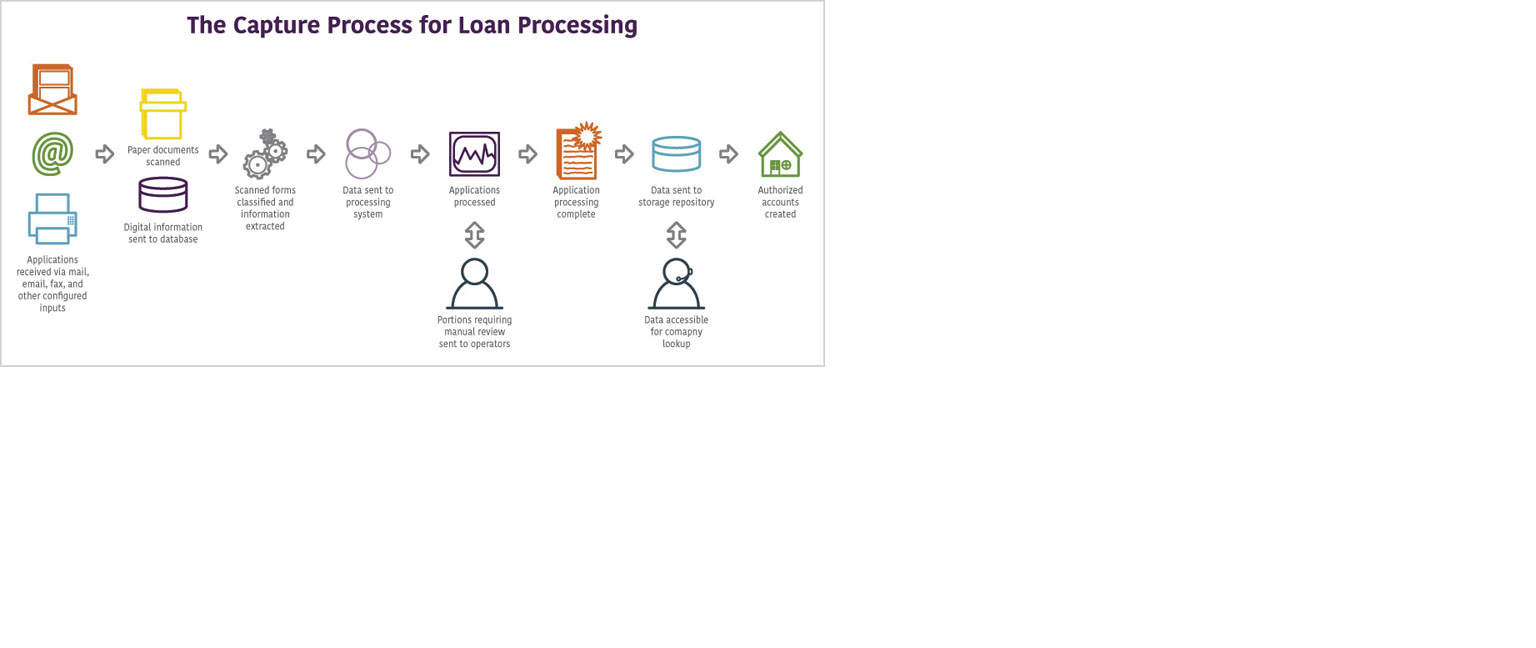 The Capture Process for Loan Processing
Applications
received via mail,
email, fax, and
other configured
inputs
Paper documents
scanned
Digital information
sent to database
Scanned forms
classified and
information
extracted
Data sent to
processing
system
Applications
processed
Portions requiring
manual review
sent to operators
Application
processing
complete
Data sent to
storage repository
Data accessible
for comapny
lookup
Authorized
accounts
created